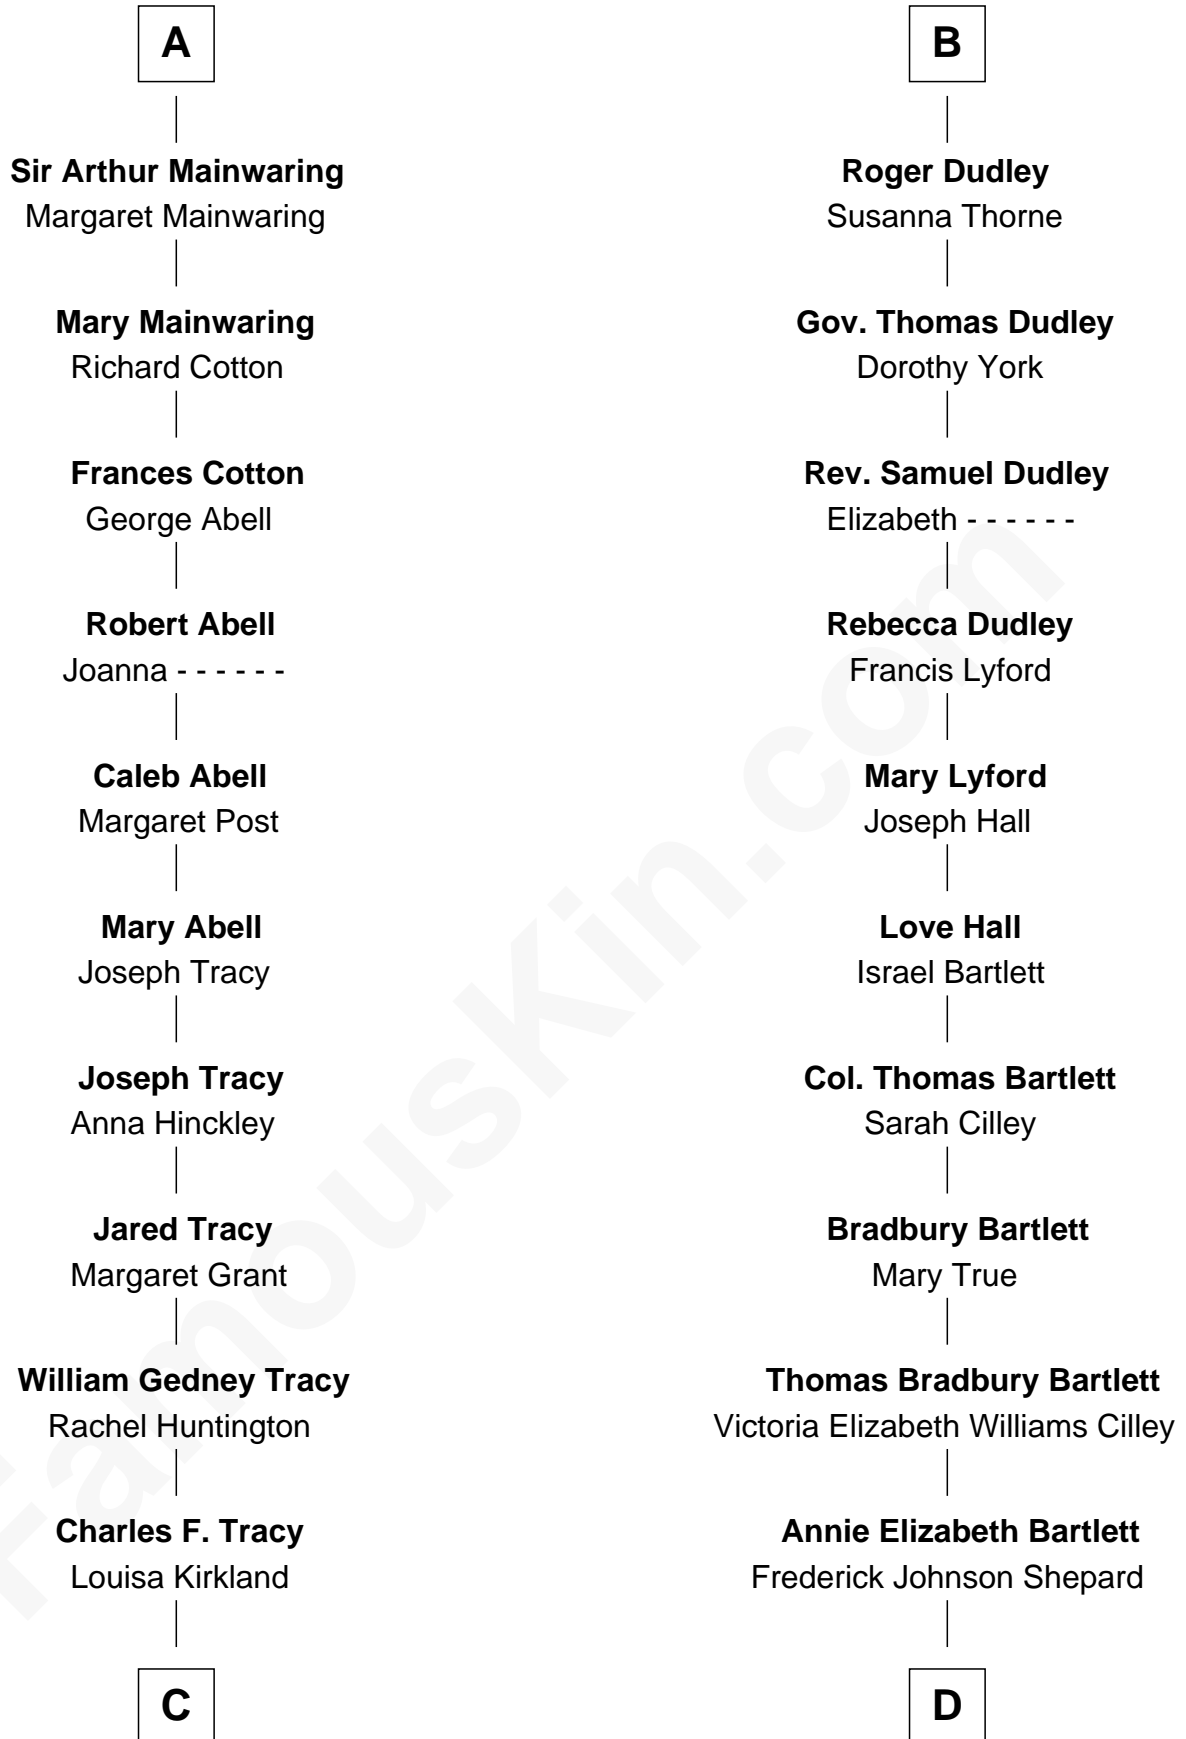 A
Sir Arthur Mainwaring
Margaret Mainwaring
Mary Mainwaring
Richard Cotton
Frances Cotton
George Abell
Robert Abell
Joanna - - - - - -
Caleb Abell
Margaret Post
Mary Abell
Joseph Tracy
Joseph Tracy
Anna Hinckley
Jared Tracy
Margaret Grant
William Gedney Tracy
Rachel Huntington
Charles F. Tracy
Louisa Kirkland
C
B
Roger Dudley
Susanna Thorne
Gov. Thomas Dudley
Dorothy York
Rev. Samuel Dudley
Elizabeth - - - - - -
Rebecca Dudley
Francis Lyford
Mary Lyford
Joseph Hall
Love Hall
Israel Bartlett
Col. Thomas Bartlett
Sarah Cilley
Bradbury Bartlett
Mary True
Thomas Bradbury Bartlett
Victoria Elizabeth Williams Cilley
Annie Elizabeth Bartlett
Frederick Johnson Shepard
D
FamousKin.com